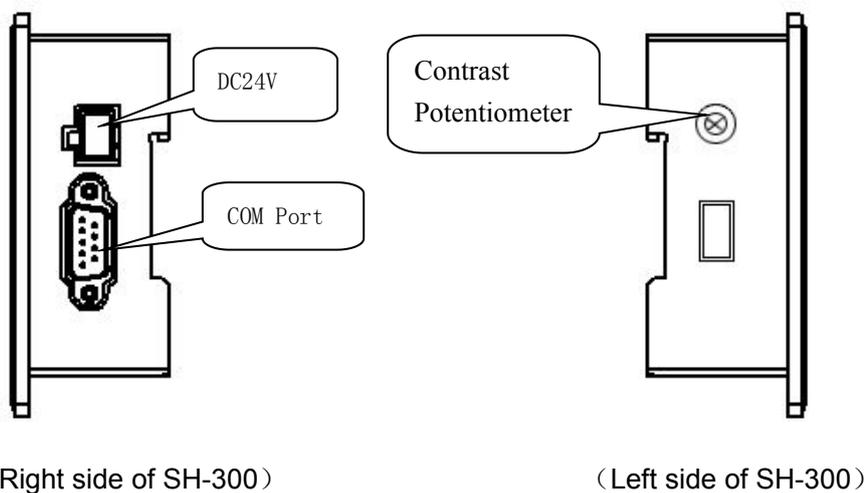 DC24V
COM Port
Contrast
Potentiometer
Right side of SH-300）
（Left side of SH-300）